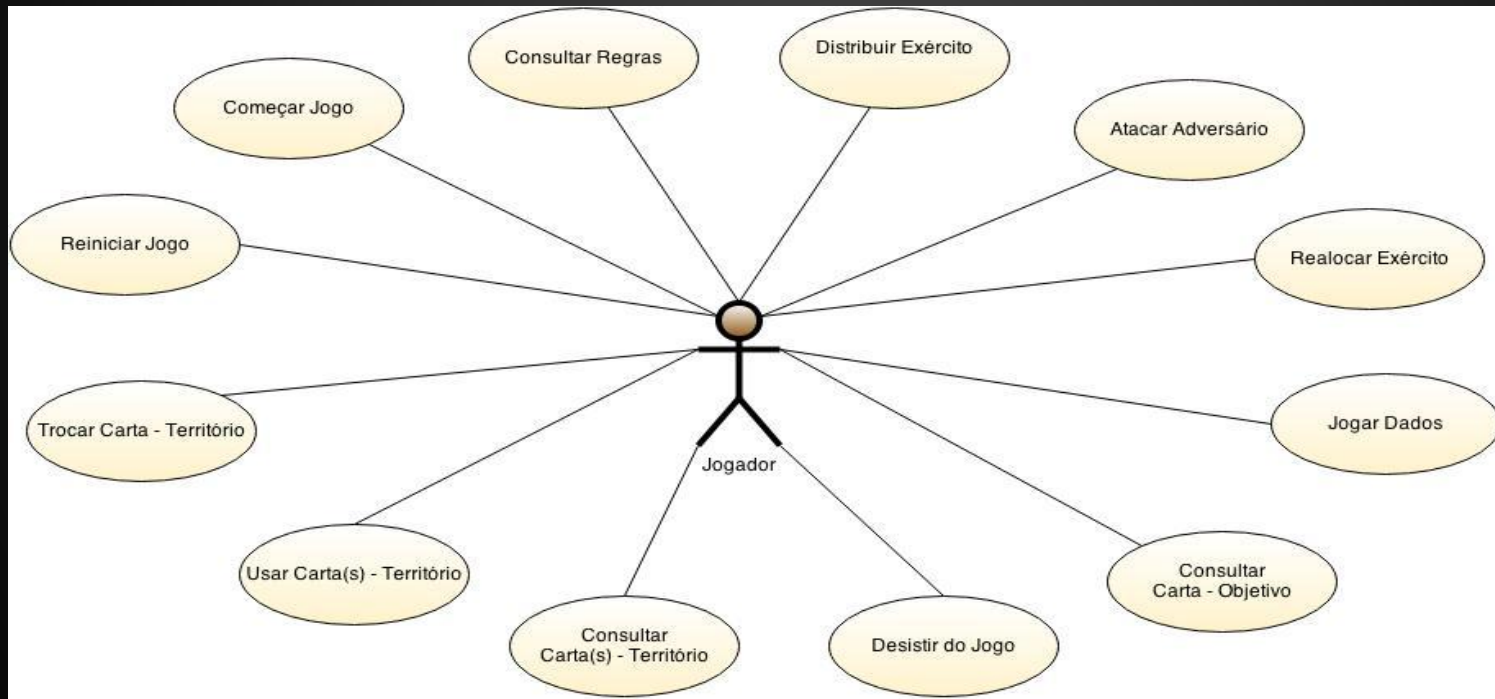 Consultar Regras
Distribuir Exército
Começar Jogo
Atacar Adversário
Reiniciar Jogo
Realocar Exército
Trocar Carta - Território
Jogar Dados
Jogador
Usar Carta(s) - Território
Consultar
Carta - Objetivo
Consultar
Carta(s) - Território
Desistir do Jogo